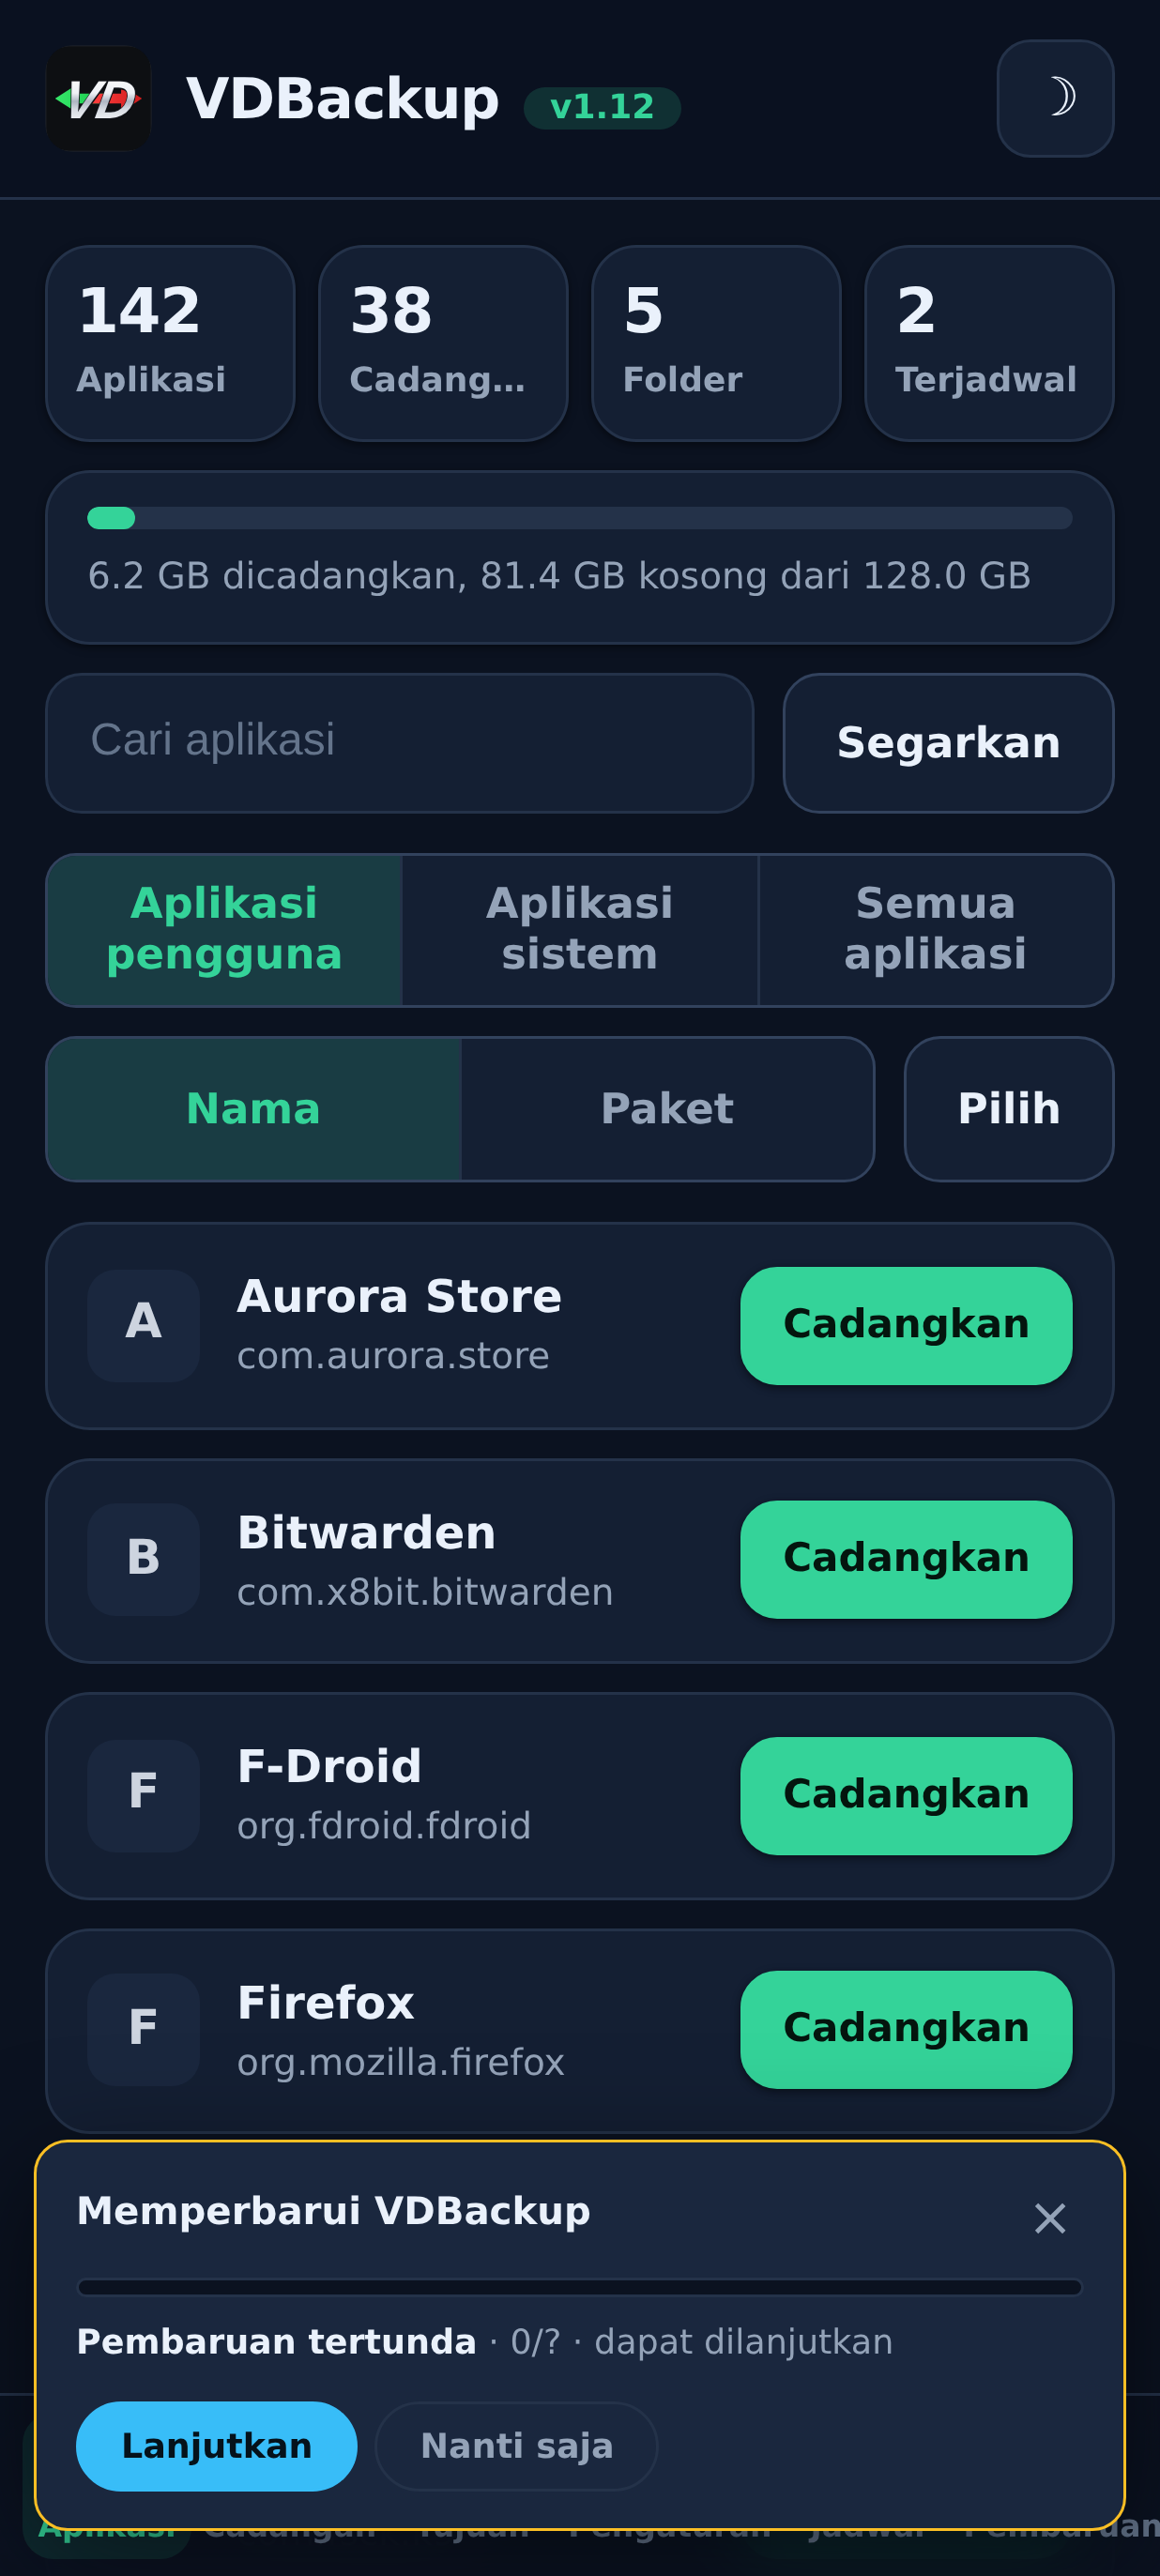 VD
VDBackup v1.12
☽
142
Aplikasi
38
Cadang...
5
Folder
2
Terjadwal
6.2 GB dicadangkan, 81.4 GB kosong dari 128.0 GB
Cari aplikasi
Segarkan
Aplikasi
pengguna
Aplikasi
sistem
Semua
aplikasi
Nama
Paket
Pilih
A
Aurora Store
com.aurora.store
Cadangkan
B
Bitwarden
com.x8bit.bitwarden
Cadangkan
F
F-Droid
org.fdroid.fdroid
Cadangkan
F
Firefox
org.mozilla.firefox
Cadangkan
Memperbarui VDBackup
×
Pembaruan tertunda · 0/? · dapat dilanjutkan
Lanjutkan
Nanti saja